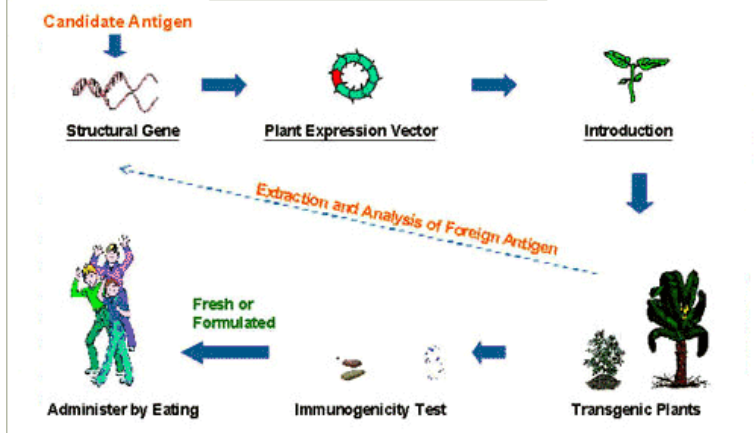 Candidate Antigen
Structural Gene
Plant Expression Vector
Introduction
Extraction and Analysis of Foreign Antigen
Fresh or
Formulated
Administer by Eating
Immunogenicity Test
Transgenic Plants